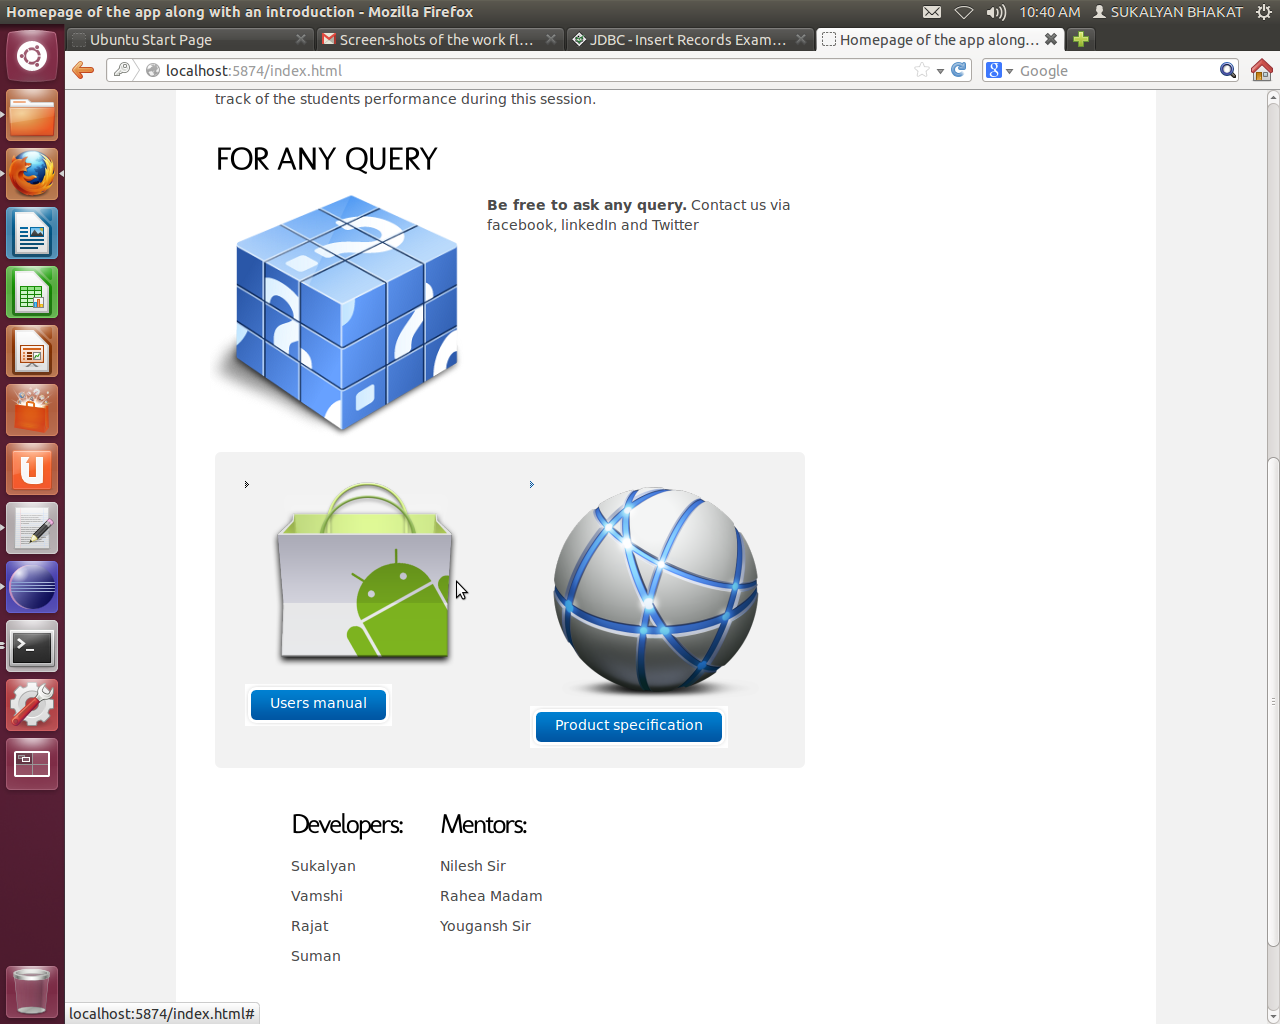 Homepage of the app along with an introduction - Mozilla Firefox
10:40 AM SUKALYAN BHAKAT
Ubuntu Start Page
Screen-shots of the work fl...
JDBC - Insert Records Exam...
Homepage of the app along...
localhost:5874/index.html
Google
track of the students performance during this session.
FOR ANY QUERY
Be free to ask any query. Contact us via
facebook, linkedIn and Twitter
Users manual
Product specification
Developers:
Sukalyan
Vamshi
Rajat
Suman
Mentors:
Nilesh Sir
Rahea Madam
Yougansh Sir
localhost:5874/index.html#